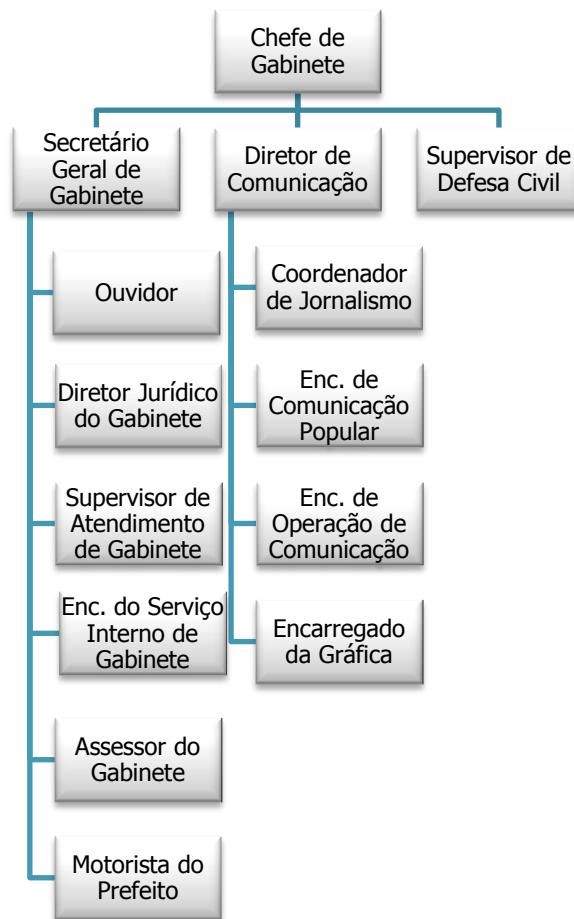 Chefe de
Gabinete
Secretário
Geral de
Gabinete
Diretor de
Comunicação
Supervisor de
Defesa Civil
Ouvidor
Diretor Jurídico
do Gabinete
Supervisor de
Atendimento
de Gabinete
Enc. do Serviço
Interno de
Gabinete
Assessor do
Gabinete
Motorista do
Prefeito
Coordenador
de Jornalismo
Enc. de
Comunicação
Popular
Enc. de
Operação de
Comunicação
Encarregado
da Gráfica